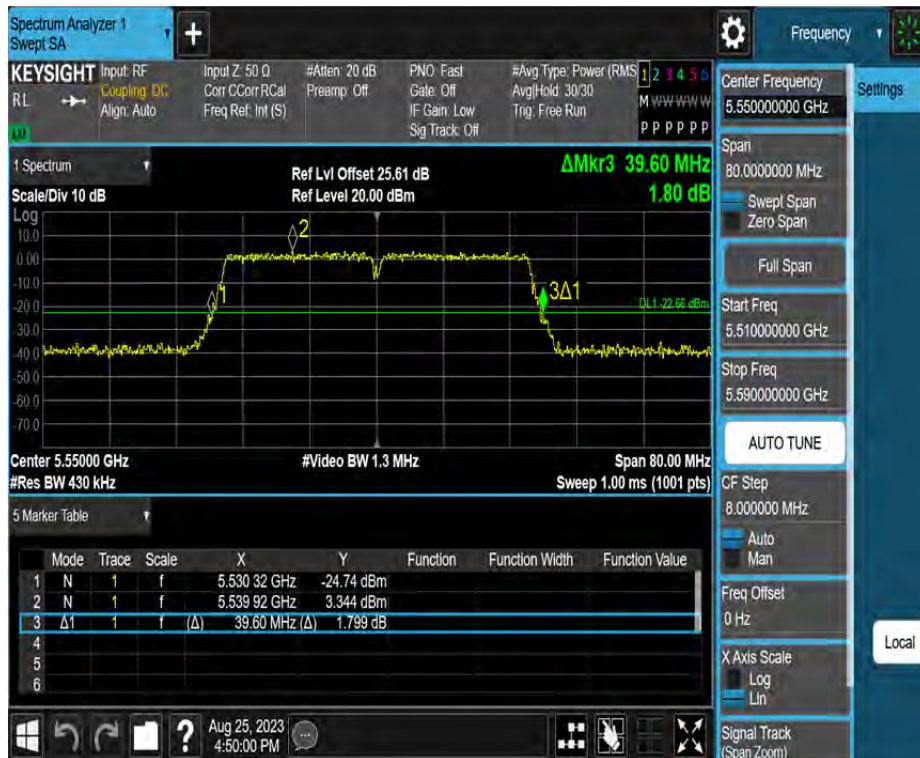 Spectrum Analyzer 1
Swept SA
+
Frequency
KEYSIGHT Input: RF Input Z: 50 Ω #Atten: 20 dB PNO: Fast #Avg Type: Power (RMS 1 2 3 4 5 6
RL Coupling: DC Corr CCorr RCal Preamp: Off Gate: Off Avg|Hold: 30/30 M W W W W W
Align: Auto Freq Ref: Int (S) IF Gain: Low Trig: Free Run
Sig Track: Off P P P P P P
1 Spectrum
Ref Lvl Offset 25.61 dB ΔMkr3 39.60 MHz
Scale/Div 10 dB Ref Level 20.00 dBm 1.80 dB
Log
10.0
0.00
-10.0
-20.0
-30.0
-40.0
-50.0
-60.0
-70.0
2
1
3Δ1
DL1 -22.66 dBm
Center 5.55000 GHz #Video BW 1.3 MHz Span 80.00 MHz
#Res BW 430 kHz Sweep 1.00 ms (1001 pts)
5 Marker Table
Mode Trace Scale X Y Function Function Width Function Value
1 N 1 f 5.530 32 GHz -24.74 dBm
2 N 1 f 5.539 92 GHz 3.344 dBm
3 Δ1 1 f (Δ) 39.60 MHz (Δ) 1.799 dB
4
5
6
?
Aug 25, 2023
4:50:00 PM
Center Frequency
5.550000000 GHz
Settings
Span
80.0000000 MHz
Swept Span
Zero Span
Full Span
Start Freq
5.510000000 GHz
Stop Freq
5.590000000 GHz
AUTO TUNE
CF Step
8.000000 MHz
Auto
Man
Freq Offset
0 Hz
Local
X Axis Scale
Log
Lin
Signal Track
(Span Zoom)